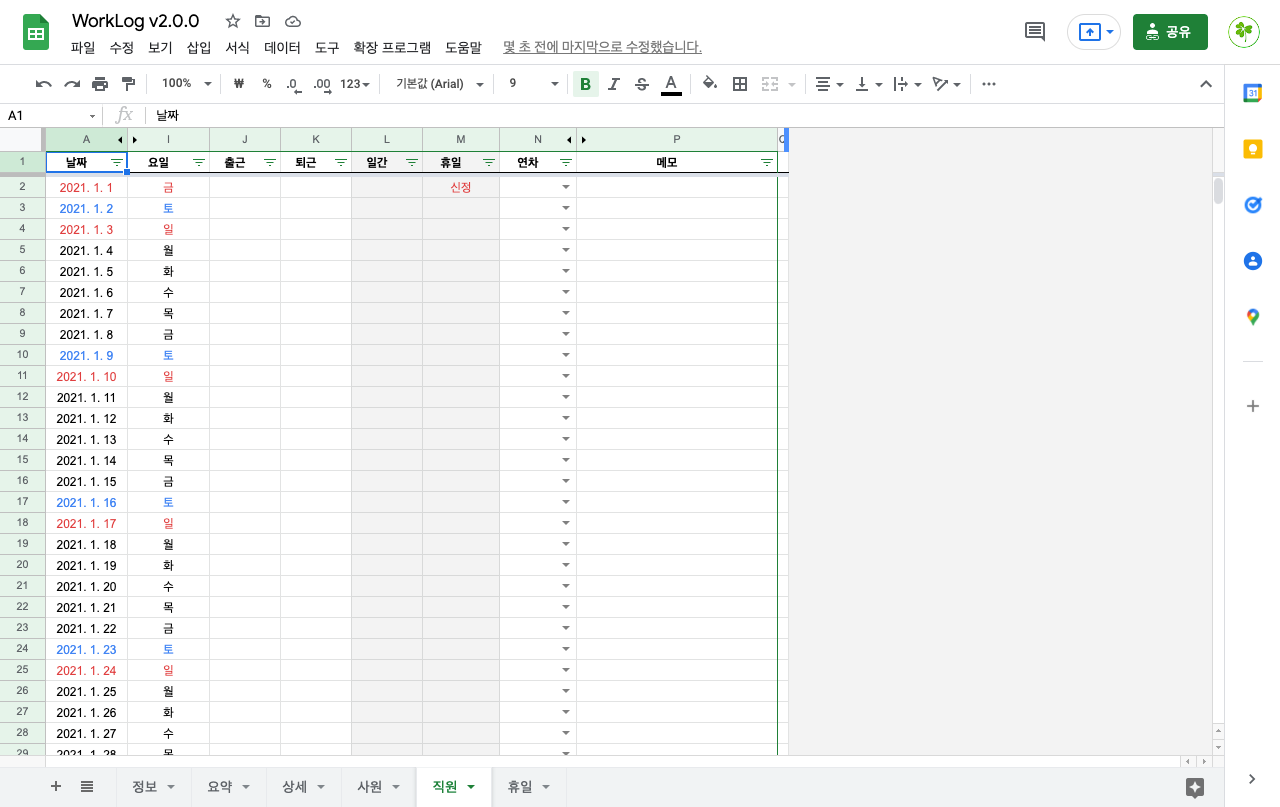 WorkLog v2.0.0
파일 수정 보기 삽입 서식 데이터 도구 확장 프로그램 도움말 몇 초 전에 마지막으로 수정했습니다.
공유
100% ₩ % .0 .00 123 기본값 (Arial) 9 B I S A
A1 fx 날짜
A I J K L M N P
1 날짜 요일 출근 퇴근 일간 휴일 연차 메모
2 2021. 1. 1 금 신정
3 2021. 1. 2 토
4 2021. 1. 3 일
5 2021. 1. 4 월
6 2021. 1. 5 화
7 2021. 1. 6 수
8 2021. 1. 7 목
9 2021. 1. 8 금
10 2021. 1. 9 토
11 2021. 1. 10 일
12 2021. 1. 11 월
13 2021. 1. 12 화
14 2021. 1. 13 수
15 2021. 1. 14 목
16 2021. 1. 15 금
17 2021. 1. 16 토
18 2021. 1. 17 일
19 2021. 1. 18 월
20 2021. 1. 19 화
21 2021. 1. 20 수
22 2021. 1. 21 목
23 2021. 1. 22 금
24 2021. 1. 23 토
25 2021. 1. 24 일
26 2021. 1. 25 월
27 2021. 1. 26 화
28 2021. 1. 27 수
29 2021. 1. 28 목
정보 요약 상세 사원 직원 휴일
31